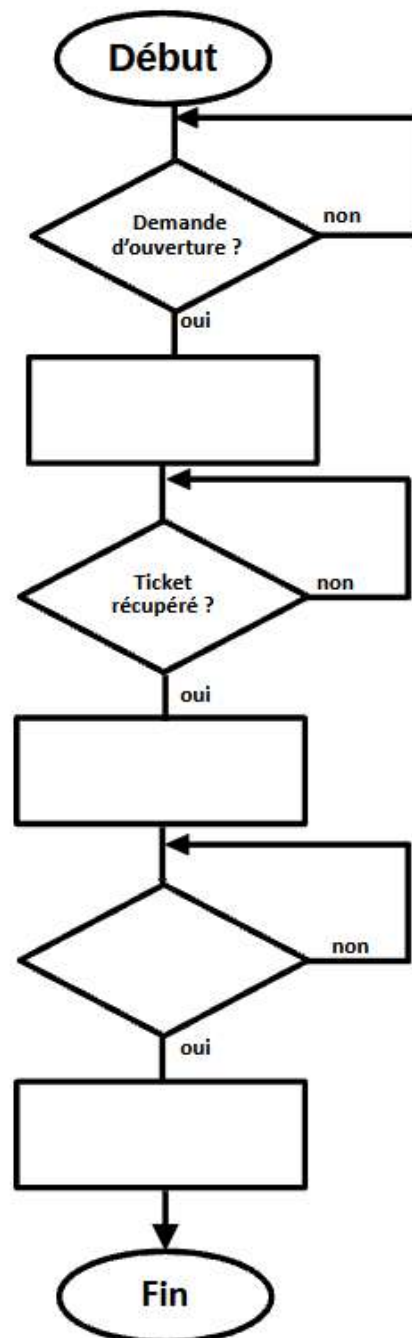 Début
Demande
d'ouverture ?
non
oui
Ticket
récupéré ?
non
oui
non
oui
Fin